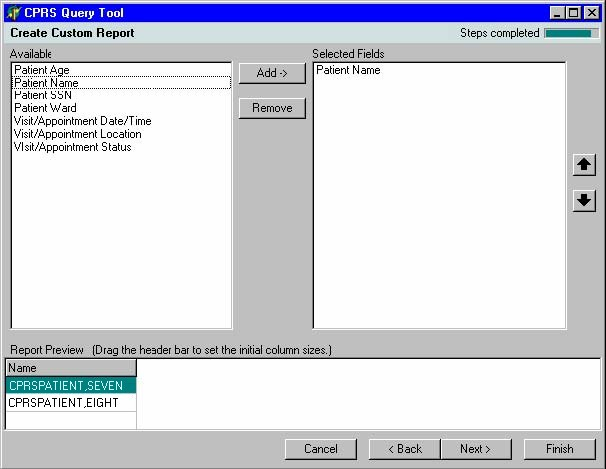 CPRS Query Tool
Create Custom Report
Steps completed
Available
Patient Age
Patient Name
Patient SSN
Patient Ward
Visit/Appointment Date/Time
Visit/Appointment Location
VIsit/Appointment Status
Add ->
Remove
Selected Fields
Patient Name
Report Preview (Drag the header bar to set the initial column sizes.)
Name
CPRSPATIENT,SEVEN
CPRSPATIENT,EIGHT
Cancel
< Back
Next >
Finish